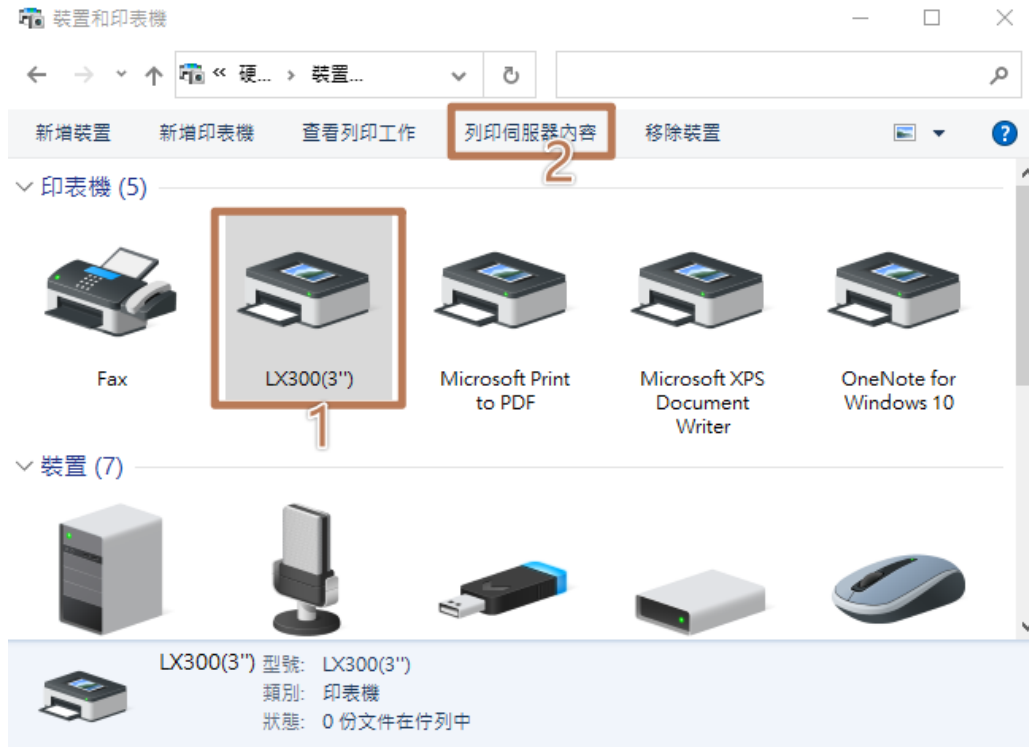 裝置和印表機
« 硬... › 裝置...
新增裝置 新增印表機 查看列印工作 列印伺服器內容 移除裝置
2
印表機 (5)
Fax LX300(3'') Microsoft Print to PDF Microsoft XPS Document Writer OneNote for Windows 10
1
裝置 (7)
LX300(3'') 型號: LX300(3'')
類別: 印表機
狀態: 0 份文件在佇列中